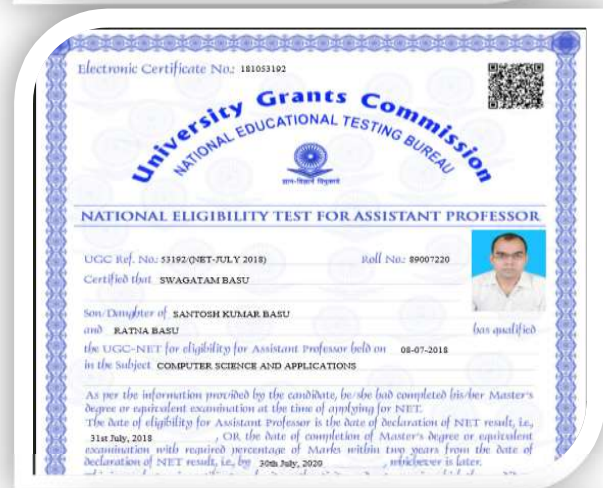 Electronic Certificate No.: 181053192
University Grants Commission
NATIONAL EDUCATIONAL TESTING BUREAU
ज्ञान-विज्ञानं विमुक्तये
NATIONAL ELIGIBILITY TEST FOR ASSISTANT PROFESSOR
UGC Ref. No.: 53192/(NET-JULY 2018) Roll No.: 89007220
Certified that SWAGATAM BASU
Son/Daughter of SANTOSH KUMAR BASU
and RATNA BASU has qualified
the UGC-NET for eligibility for Assistant Professor held on 08-07-2018
in the Subject COMPUTER SCIENCE AND APPLICATIONS
As per the information provided by the candidate, he/she had completed his/her Master's
degree or equivalent examination at the time of applying for NET.
The date of eligibility for Assistant Professor is the date of declaration of NET result, i.e.,
31st July, 2018 , OR the date of completion of Master's degree or equivalent
examination with required percentage of Marks within two years from the date of
declaration of NET result, i.e., by 30th July, 2020 , whichever is later.